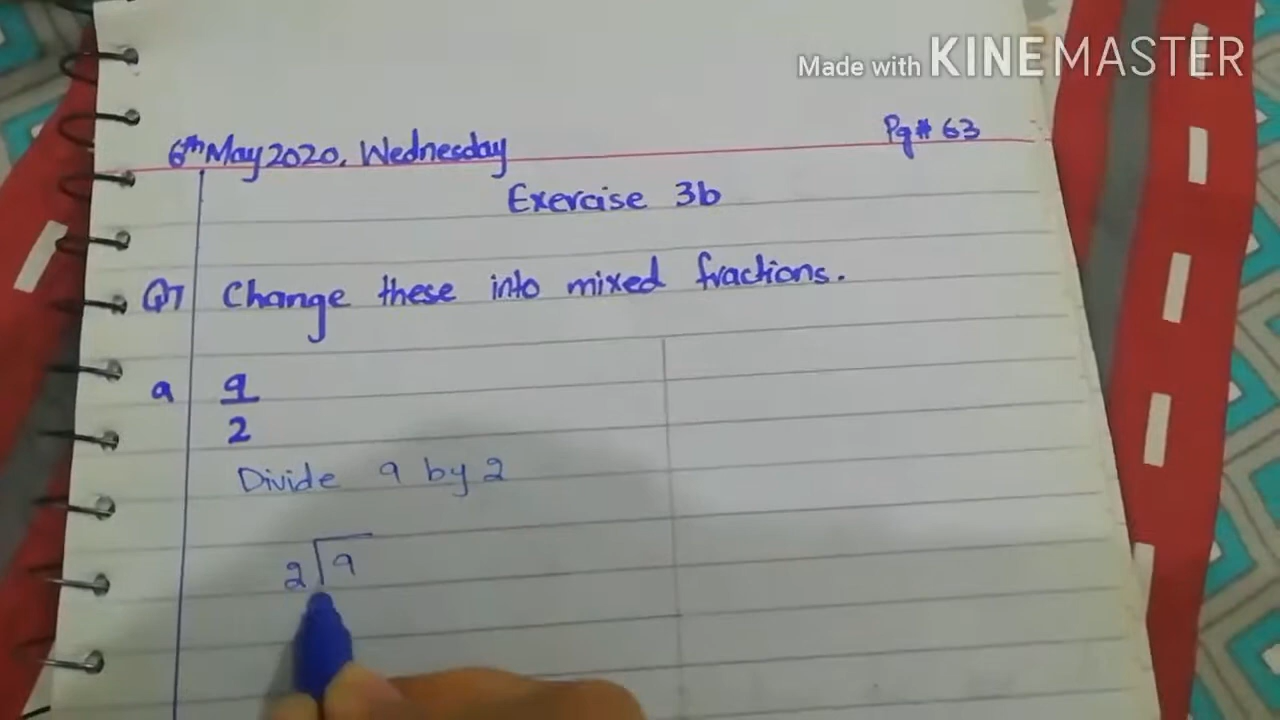 Made with KINEMASTER
6th May 2020, Wednesday Pg# 63
Exercise 3b
Q1 Change these into mixed fractions.
a 9
2
Divide 9 by 2
2 9